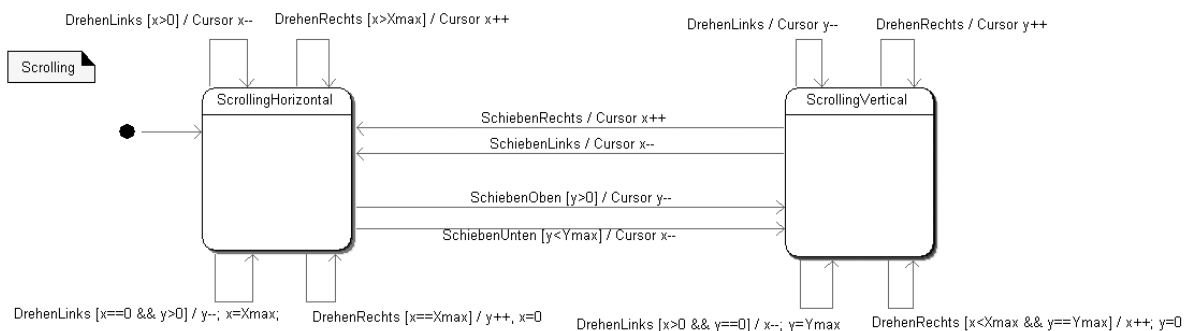 DrehenLinks [x>0] / Cursor x--
DrehenRechts [x>Xmax] / Cursor x++
DrehenLinks / Cursor y--
DrehenRechts / Cursor y++
Scrolling
ScrollingHorizontal
ScrollingVertical
SchiebenRechts / Cursor x++
SchiebenLinks / Cursor x--
SchiebenOben [y>0] / Cursor y--
SchiebenUnten [y<Ymax] / Cursor x--
DrehenLinks [x==0 && y>0] / y--; x=Xmax;
DrehenRechts [x==Xmax] / y++, x=0
DrehenLinks [x>0 && y==0] / x--; y=Ymax
DrehenRechts [x<Xmax && y==Ymax] / x++; y=0